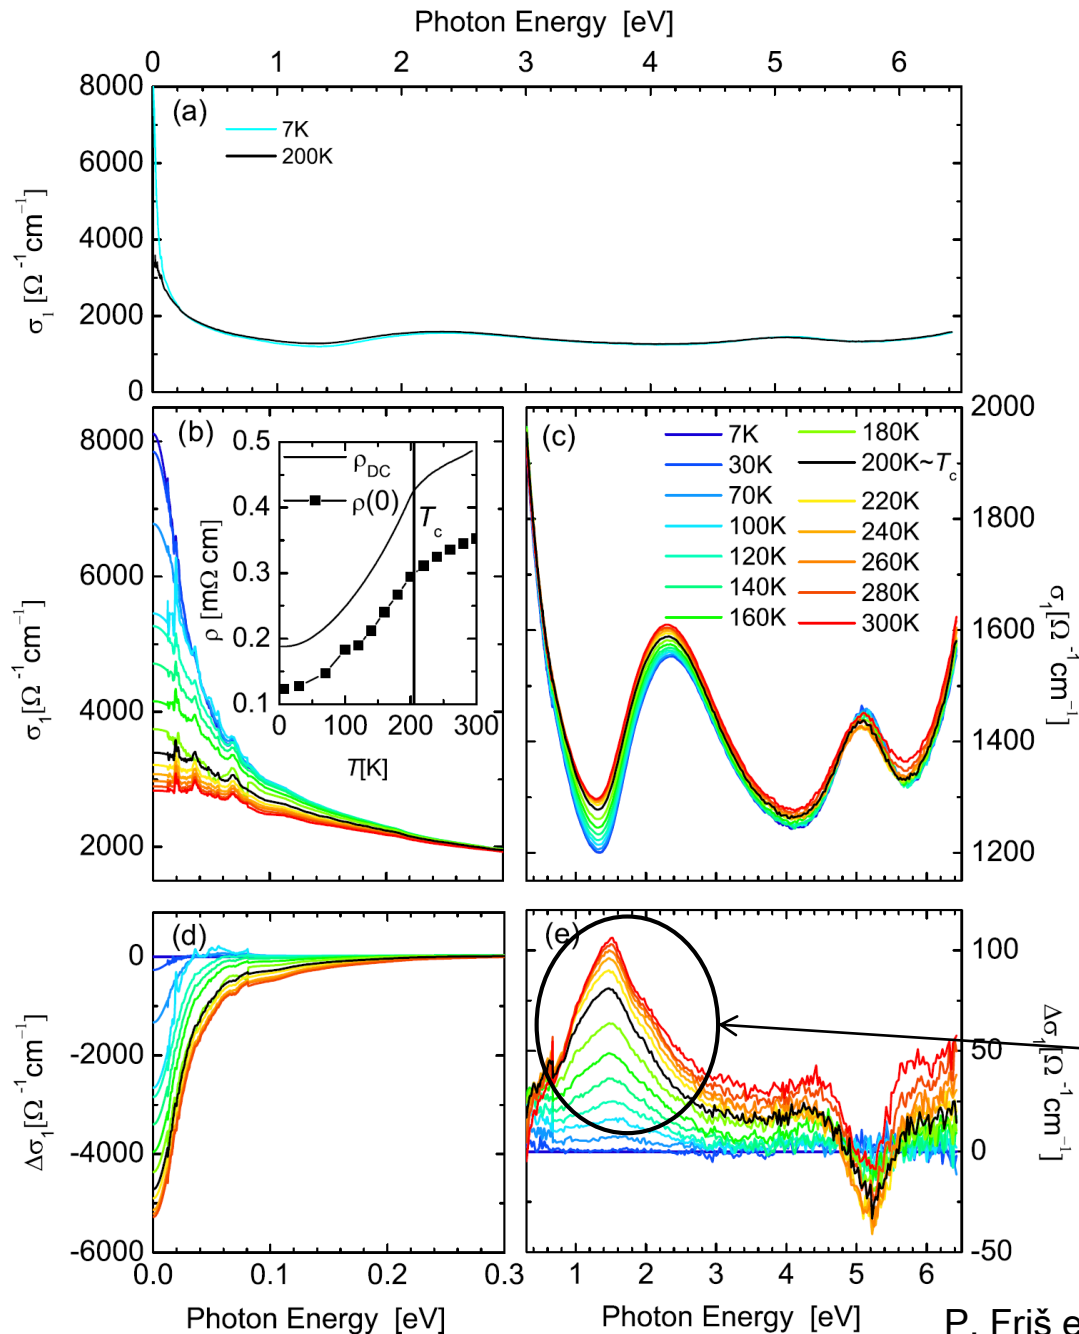 Photon Energy [eV]
0 1 2 3 4 5 6
8000
6000
4000
2000
0
σ₁[Ω⁻¹cm⁻¹]
(a)
7K
200K
(b)
8000
6000
4000
2000
σ₁[Ω⁻¹cm⁻¹]
0.5
0.4
0.3
0.2
0.1
ρ [mΩ cm]
ρDC
ρ(0)
Tc
0 100 200 300
T[K]
(c)
7K
30K
70K
100K
120K
140K
160K
180K
200K~Tc
220K
240K
260K
280K
300K
2000
1800
1600
1400
1200
σ₁[Ω⁻¹cm⁻¹]
(d)
0
-2000
-4000
-6000
Δσ₁[Ω⁻¹cm⁻¹]
0.0 0.1 0.2 0.3
Photon Energy [eV]
(e)
100
50
0
-50
Δσ₁[Ω⁻¹cm⁻¹]
1 2 3 4 5 6
Photon Energy [eV]
P. Friš e